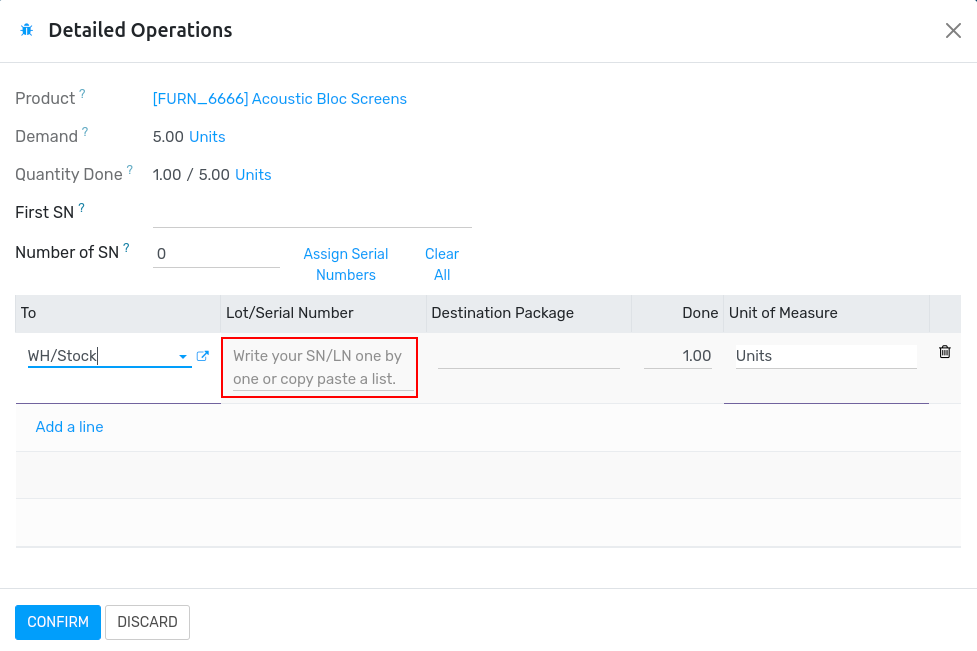 Detailed Operations
Product ? [FURN_6666] Acoustic Bloc Screens
Demand ? 5.00 Units
Quantity Done ? 1.00 / 5.00 Units
First SN ?
Number of SN ? 0 Assign Serial Numbers Clear All
To Lot/Serial Number Destination Package Done Unit of Measure
WH/Stock Write your SN/LN one by 1.00 Units
one or copy paste a list.
Add a line
CONFIRM DISCARD